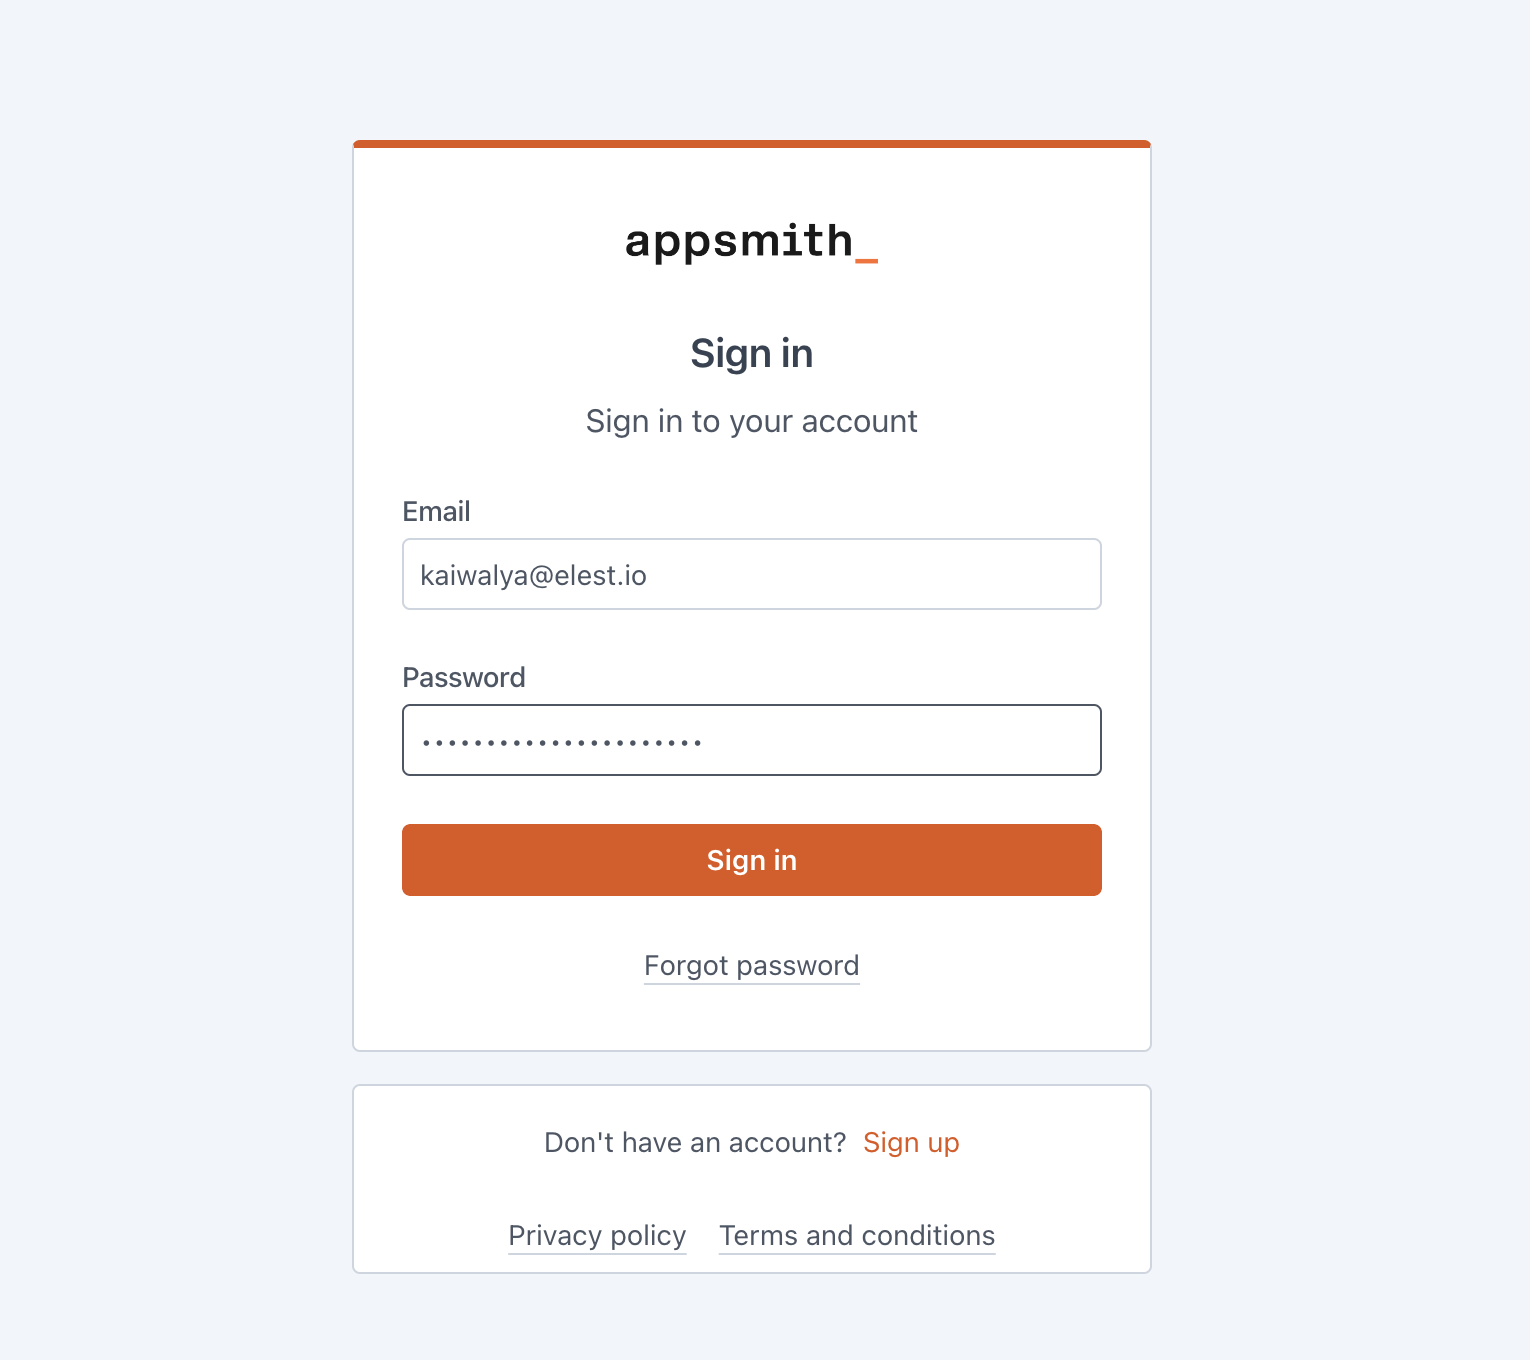 appsmith_
Sign in
Sign in to your account
Email
kaiwalya@elest.io
Password
••••••••••••••••••••••
Sign in
Forgot password
Don't have an account? Sign up
Privacy policy Terms and conditions